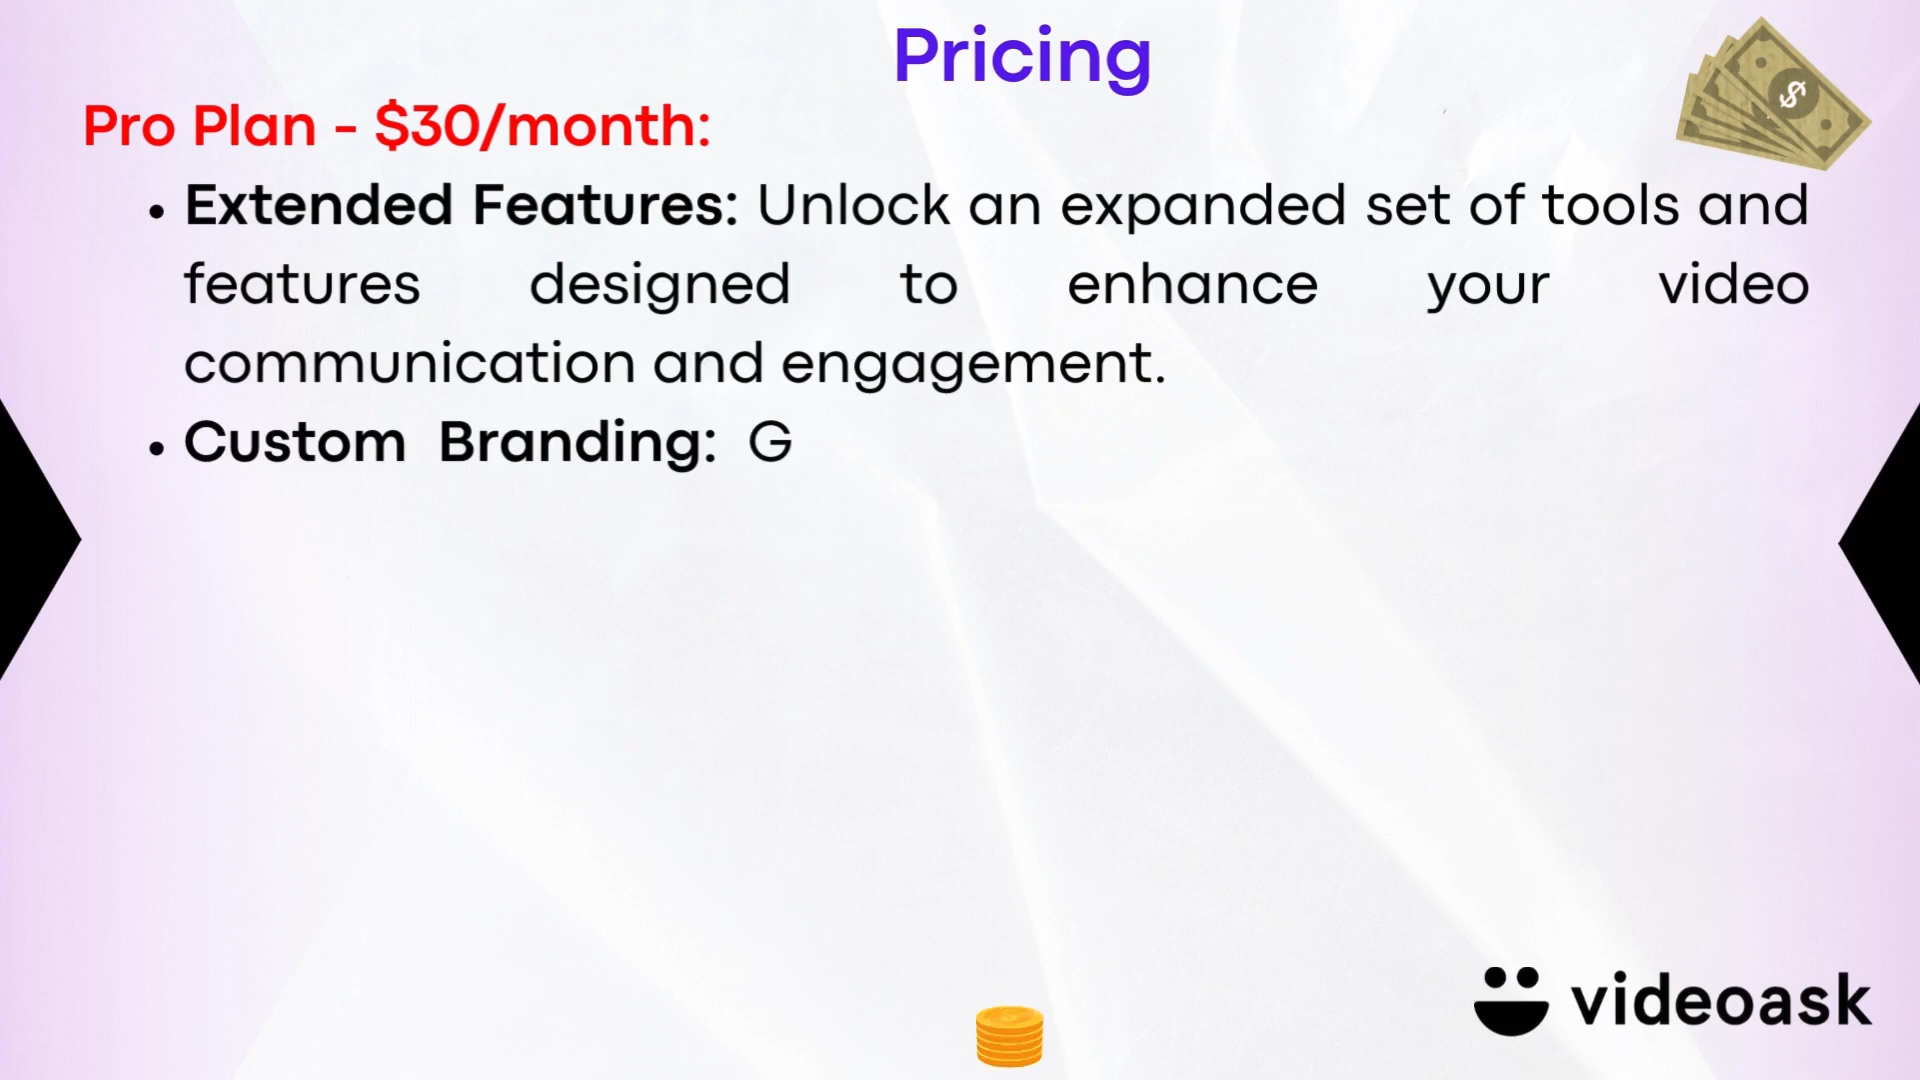 Pricing
Pro Plan - $30/month:
• Extended Features: Unlock an expanded set of tools and
features designed to enhance your video
communication and engagement.
• Custom Branding: G
videoask